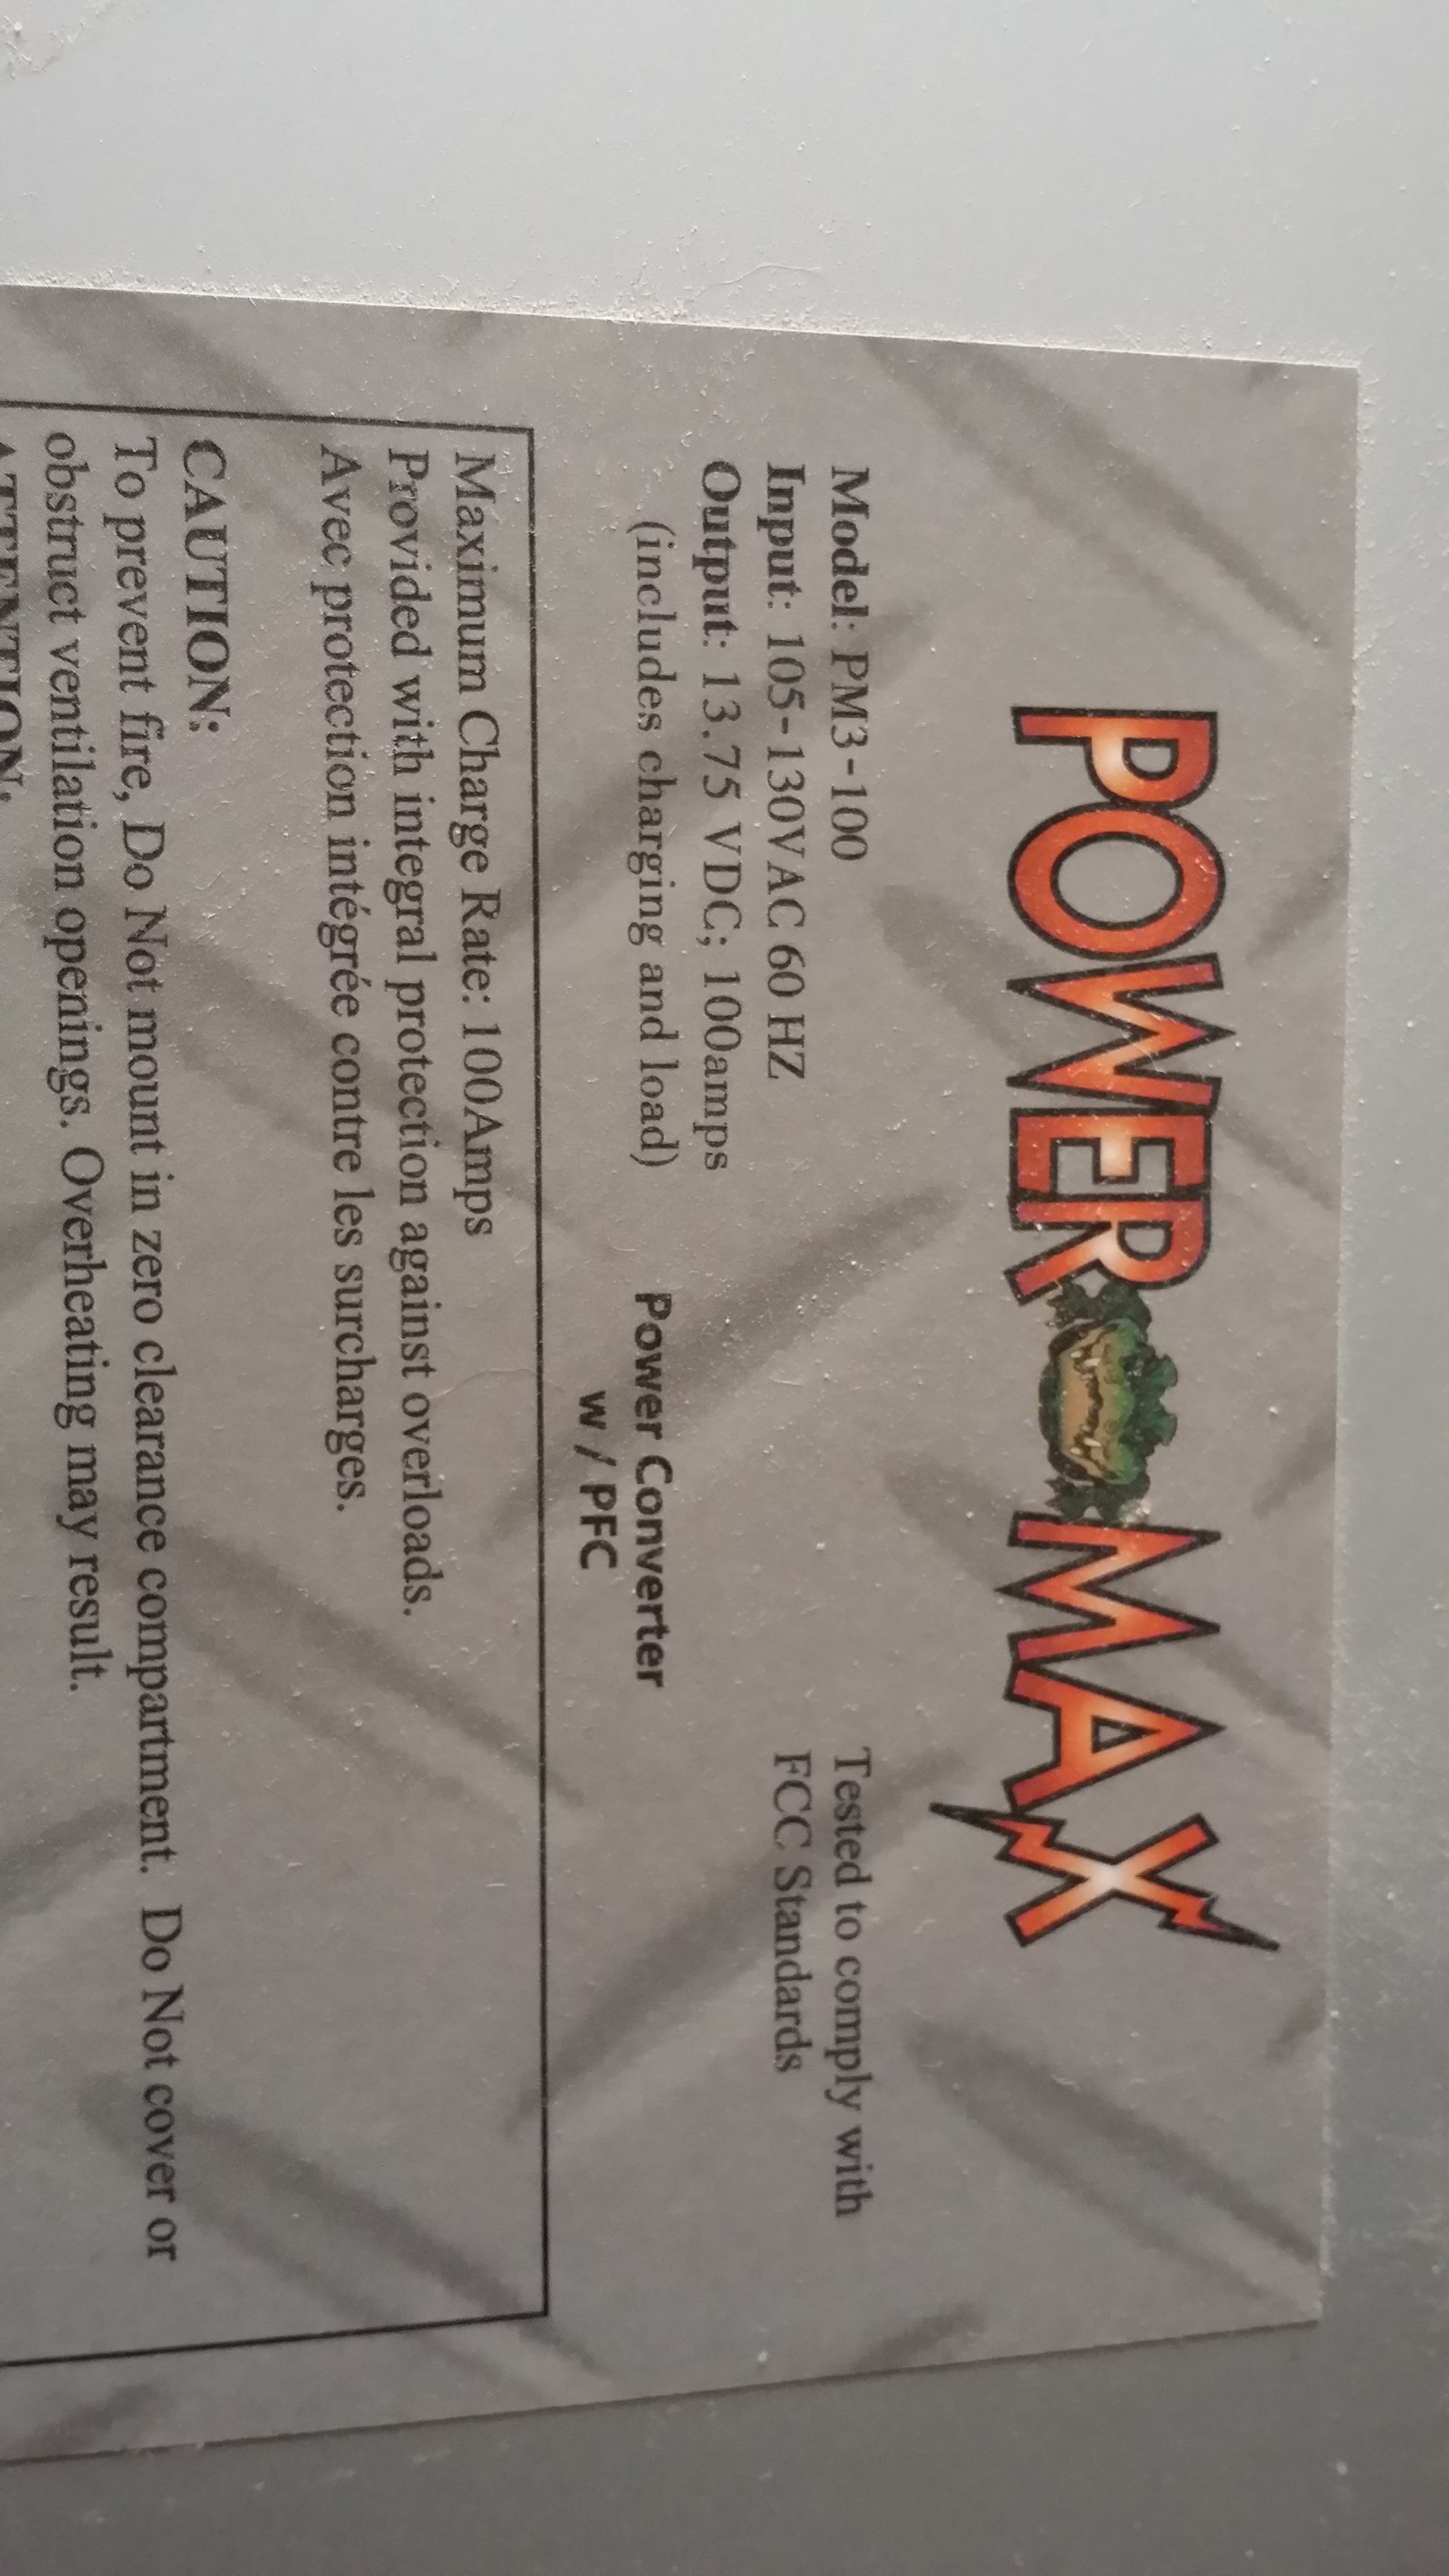 POWER MAX
Model: PM3-100
Input: 105-130VAC 60 HZ
Output: 13.75 VDC; 100amps
(includes charging and load)
Tested to comply with
FCC Standards
Power Converter
w / PFC
Maximum Charge Rate: 100Amps
Provided with integral protection against overloads.
Avec protection intégrée contre les surcharges.
CAUTION:
To prevent fire, Do Not mount in zero clearance compartment. Do Not cover or
obstruct ventilation openings. Overheating may result.
ATTENTION: